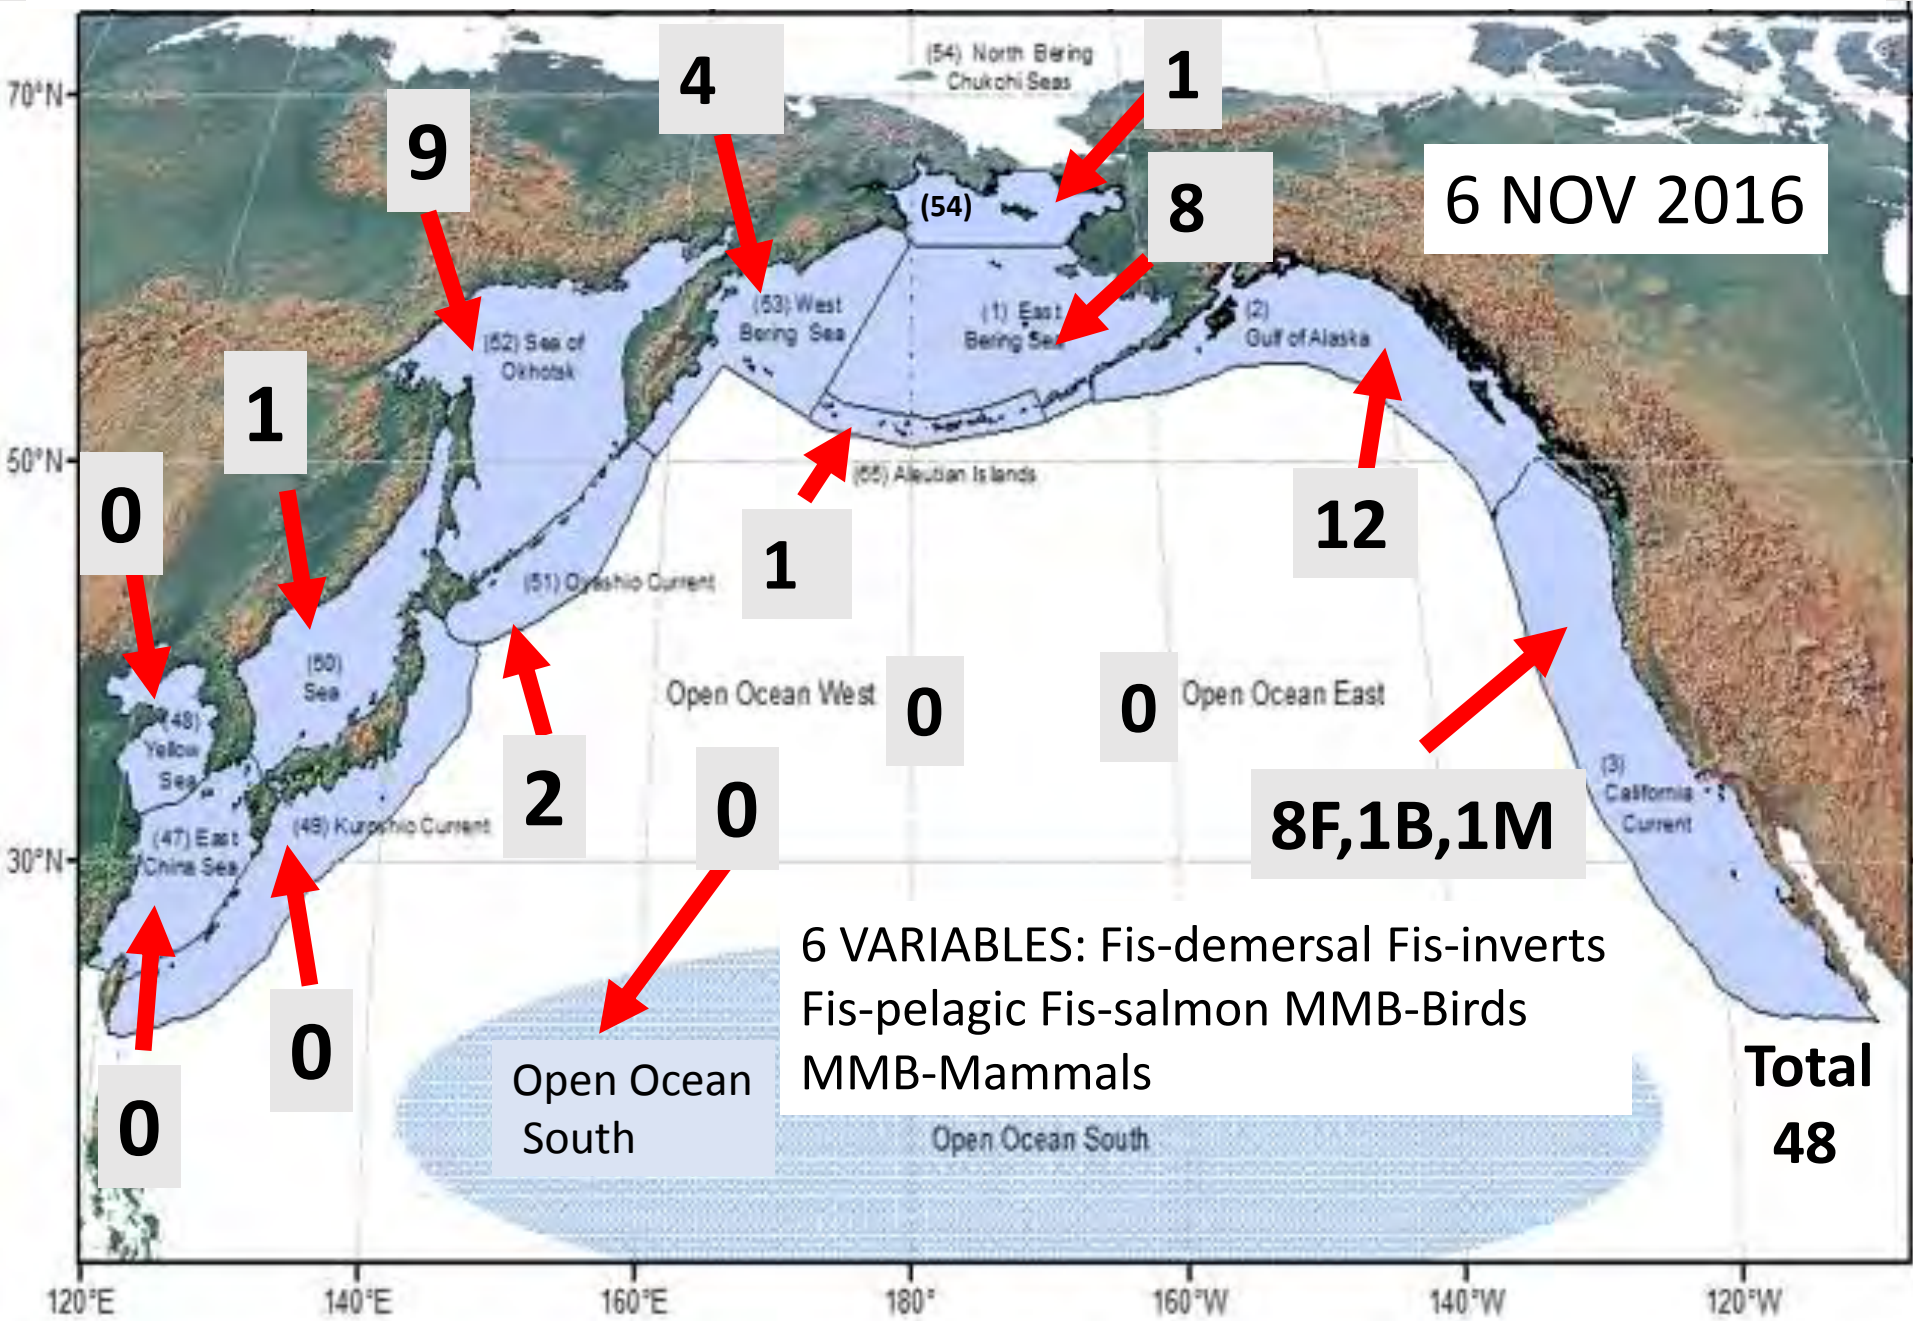 (54) North Bering
Chukchi Seas
4
1
70°N
9
8
6 NOV 2016
(54)
(53) West
Bering Sea
(1) East
Bering Sea
(2)
Gulf of Alaska
(52) Sea of
Okhotsk
1
50°N
(55) Aleutian Islands
0
12
1
(51) Oyashio Current
(50)
Sea
Open Ocean West
0
0
Open Ocean East
(48)
Yellow
Sea
2
0
8F,1B,1M
(3)
California
Current
(47) East
China Sea
(49) Kuroshio Current
30°N
6 VARIABLES: Fis-demersal Fis-inverts
Fis-pelagic Fis-salmon MMB-Birds
MMB-Mammals
0
0
Open Ocean
South
Open Ocean South
Total
48
120°E
140°E
160°E
180°
160°W
140°W
120°W